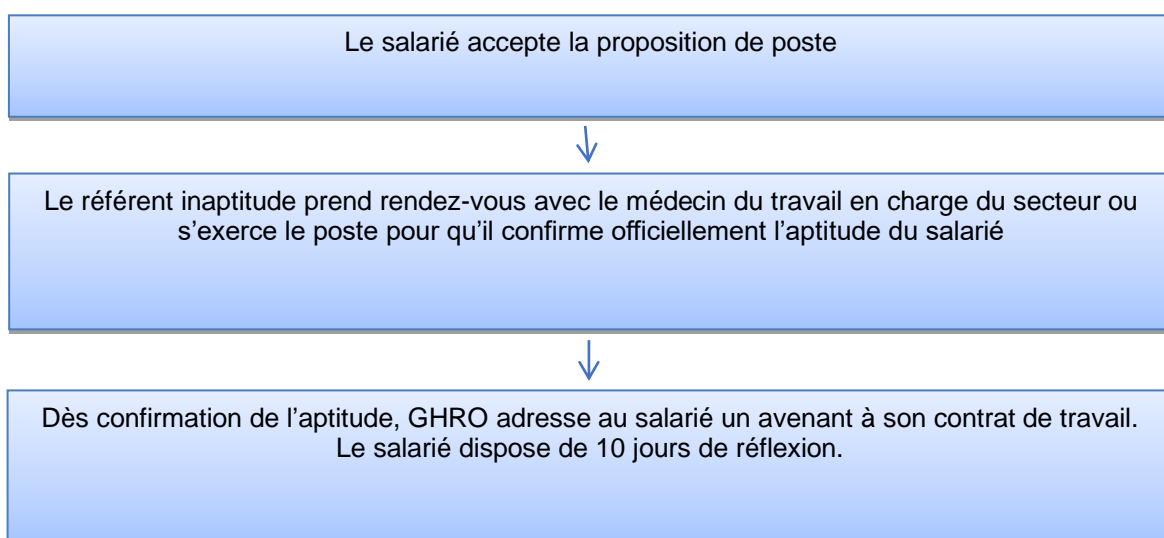 Le salarié accepte la proposition de poste
Le référent inaptitude prend rendez-vous avec le médecin du travail en charge du secteur ou
s’exerce le poste pour qu’il confirme officiellement l’aptitude du salarié
Dès confirmation de l’aptitude, GHRO adresse au salarié un avenant à son contrat de travail.
Le salarié dispose de 10 jours de réflexion.